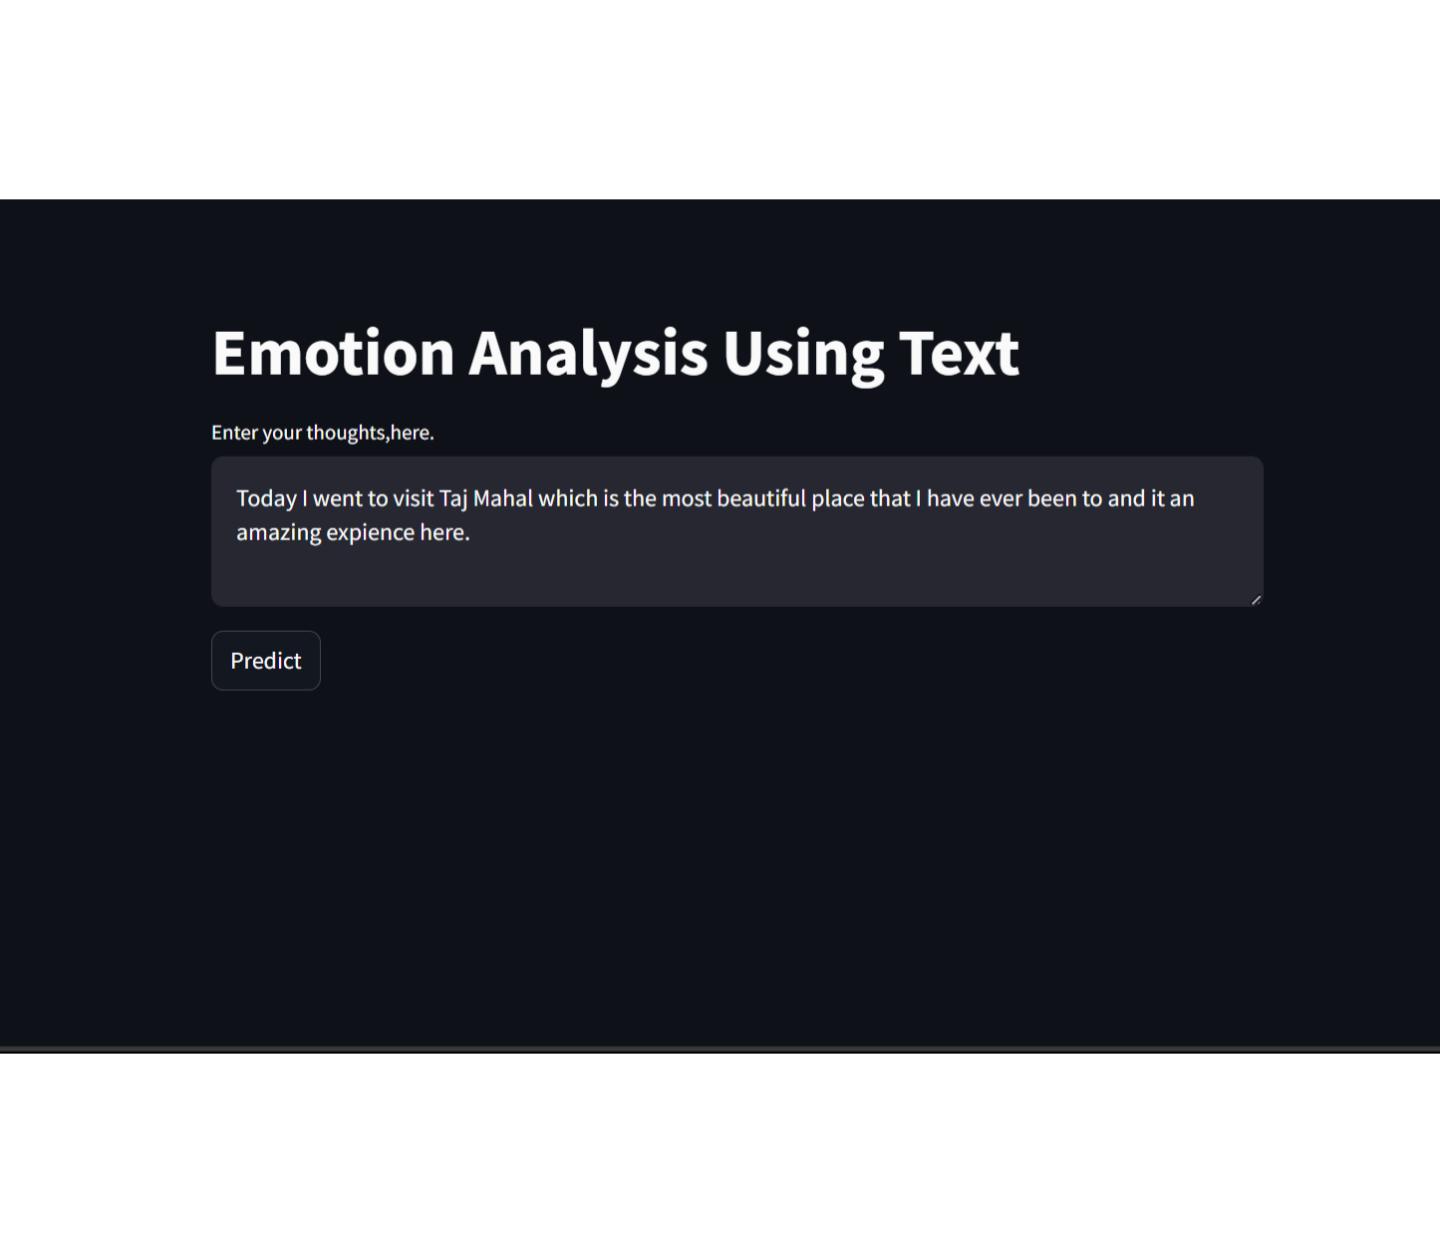 Emotion Analysis Using Text
Enter your thoughts,here.
Today I went to visit Taj Mahal which is the most beautiful place that I have ever been to and it an
amazing expience here.
Predict